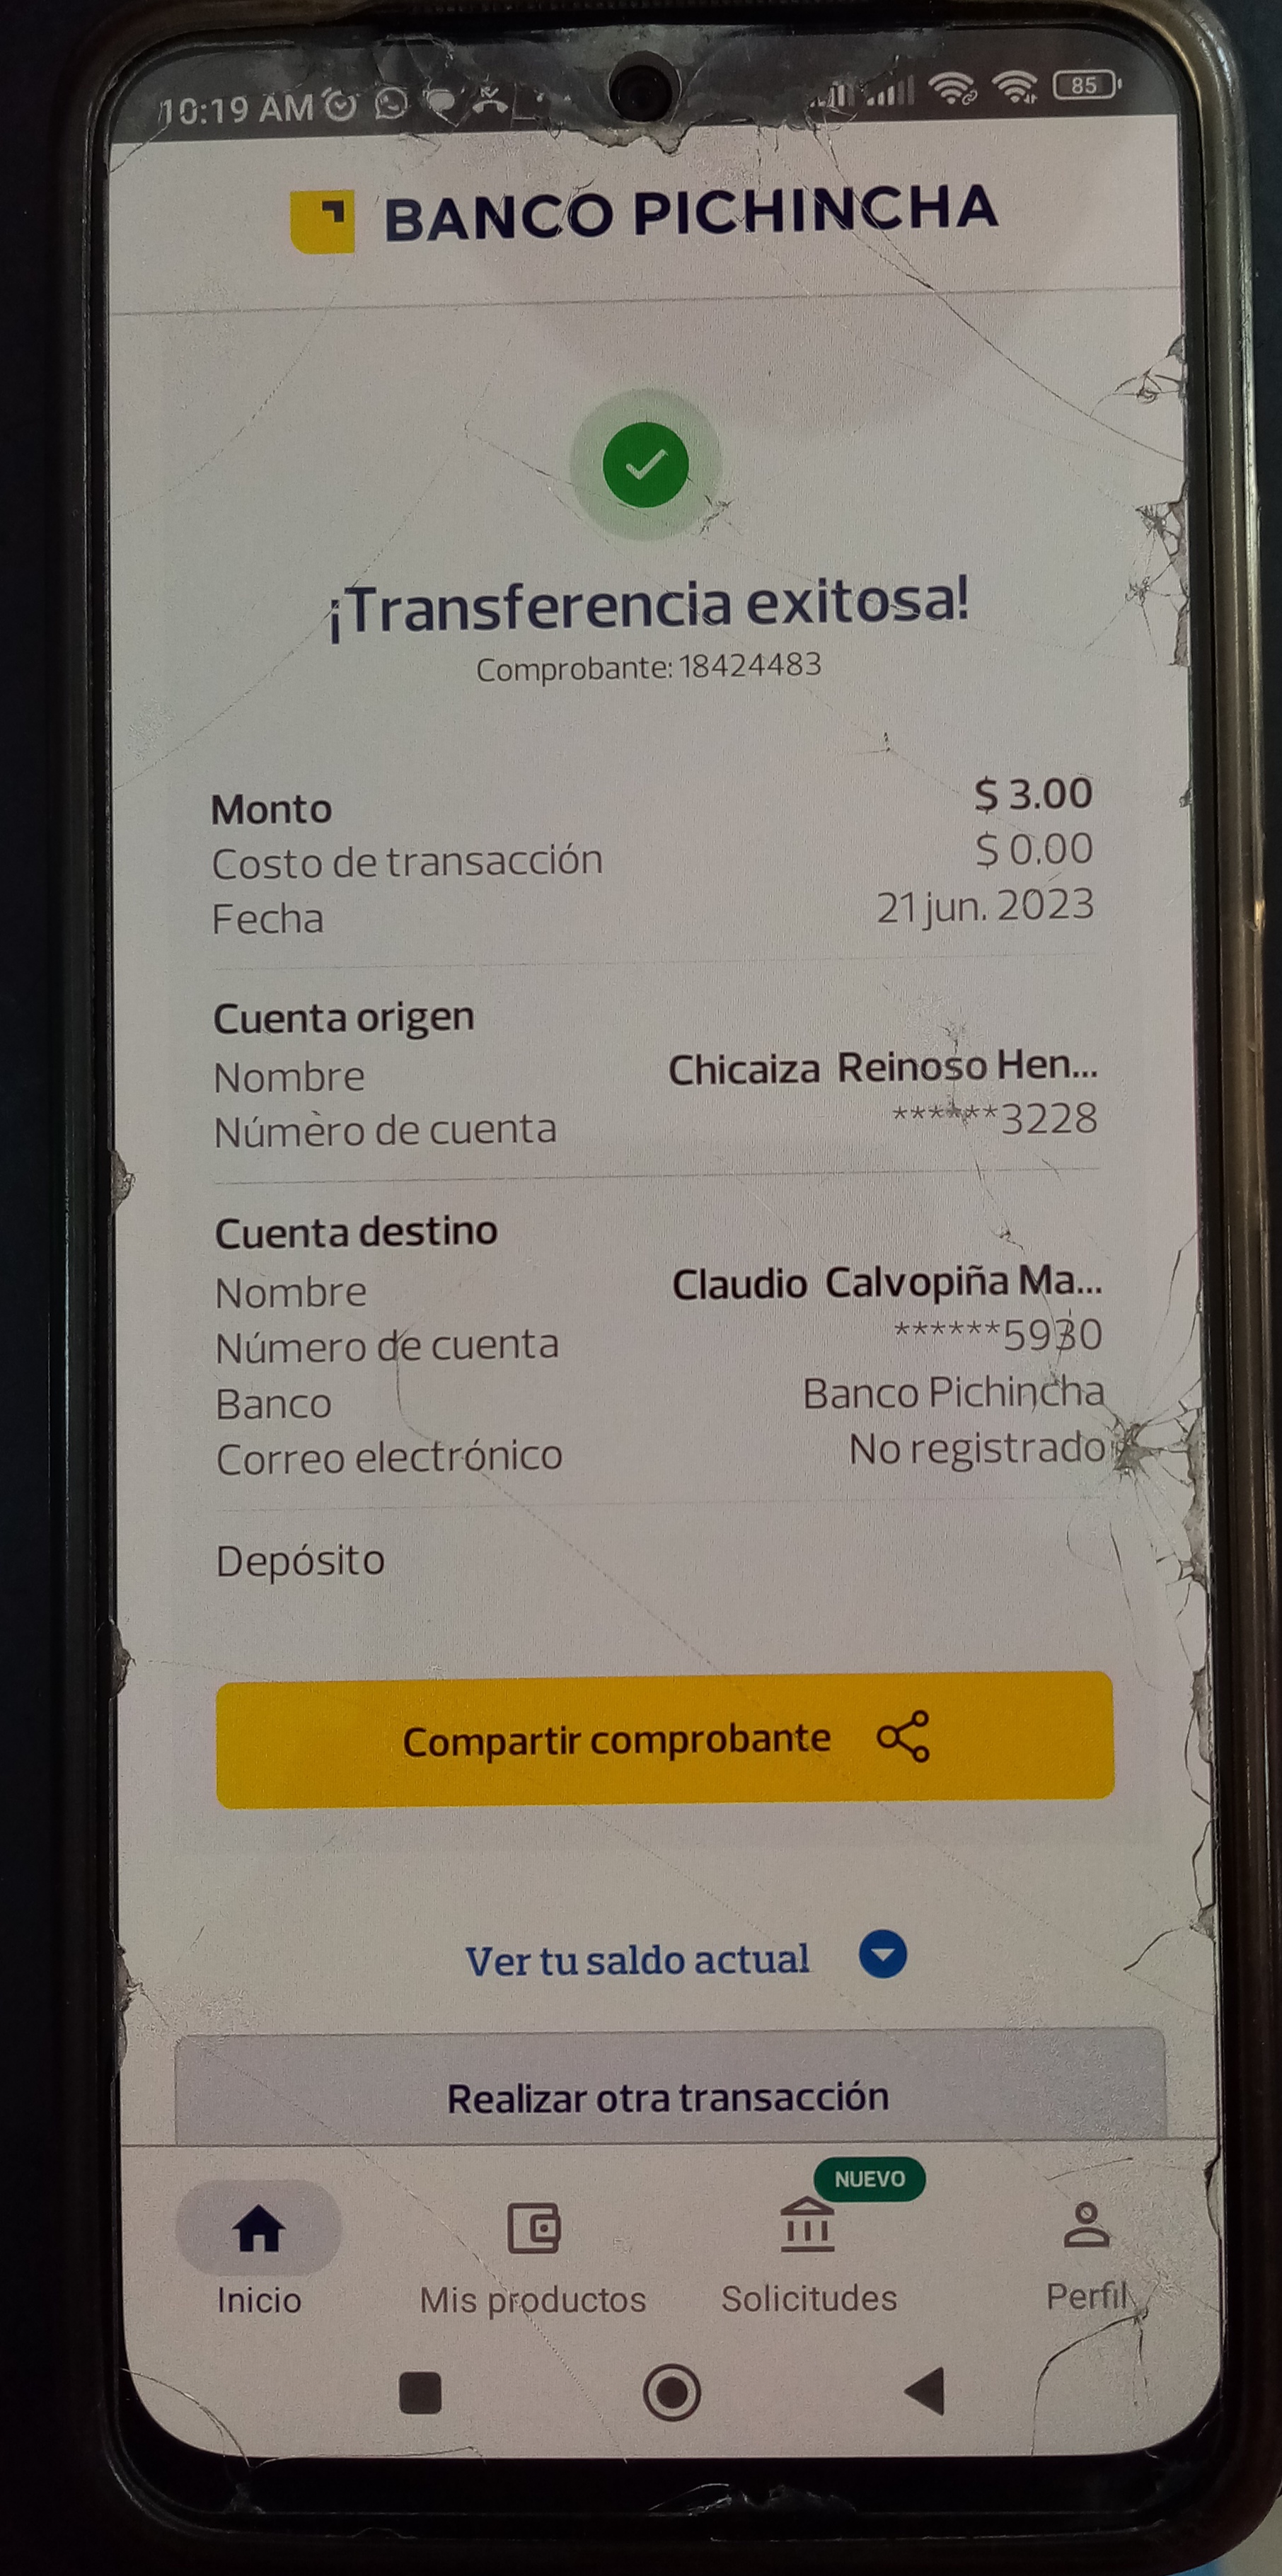 10:19 AM
85
BANCO PICHINCHA
¡Transferencia exitosa!
Comprobante: 18424483
Monto $ 3.00
Costo de transacción $ 0.00
Fecha 21 jun. 2023
Cuenta origen
Nombre Chicaiza Reinoso Hen...
Número de cuenta ******3228
Cuenta destino
Nombre Claudio Calvopiña Ma...
Número de cuenta ******5930
Banco Banco Pichincha
Correo electrónico No registrado
Depósito
Compartir comprobante
Ver tu saldo actual
Realizar otra transacción
NUEVO
Inicio Mis productos Solicitudes Perfil